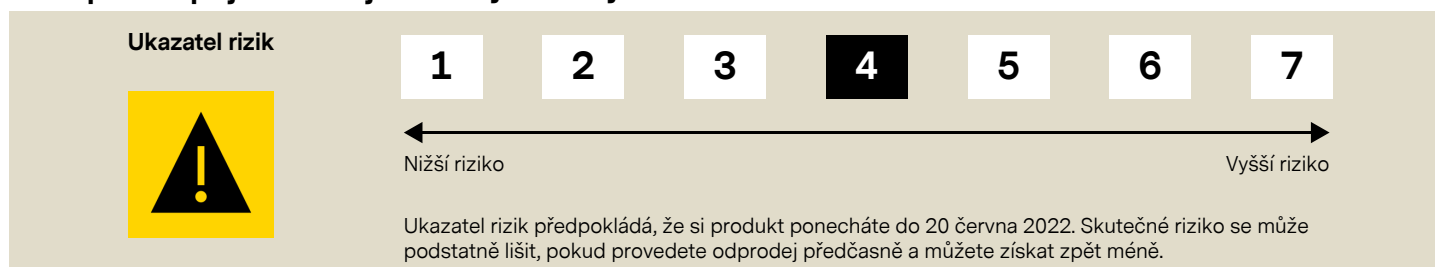 Ukazatel rizik
1 2 3 4 5 6 7
Nižší riziko Vyšší riziko
Ukazatel rizik předpokládá, že si produkt ponecháte do 20 června 2022. Skutečné riziko se může
podstatně lišit, pokud provedete odprodej předčasně a můžete získat zpět méně.